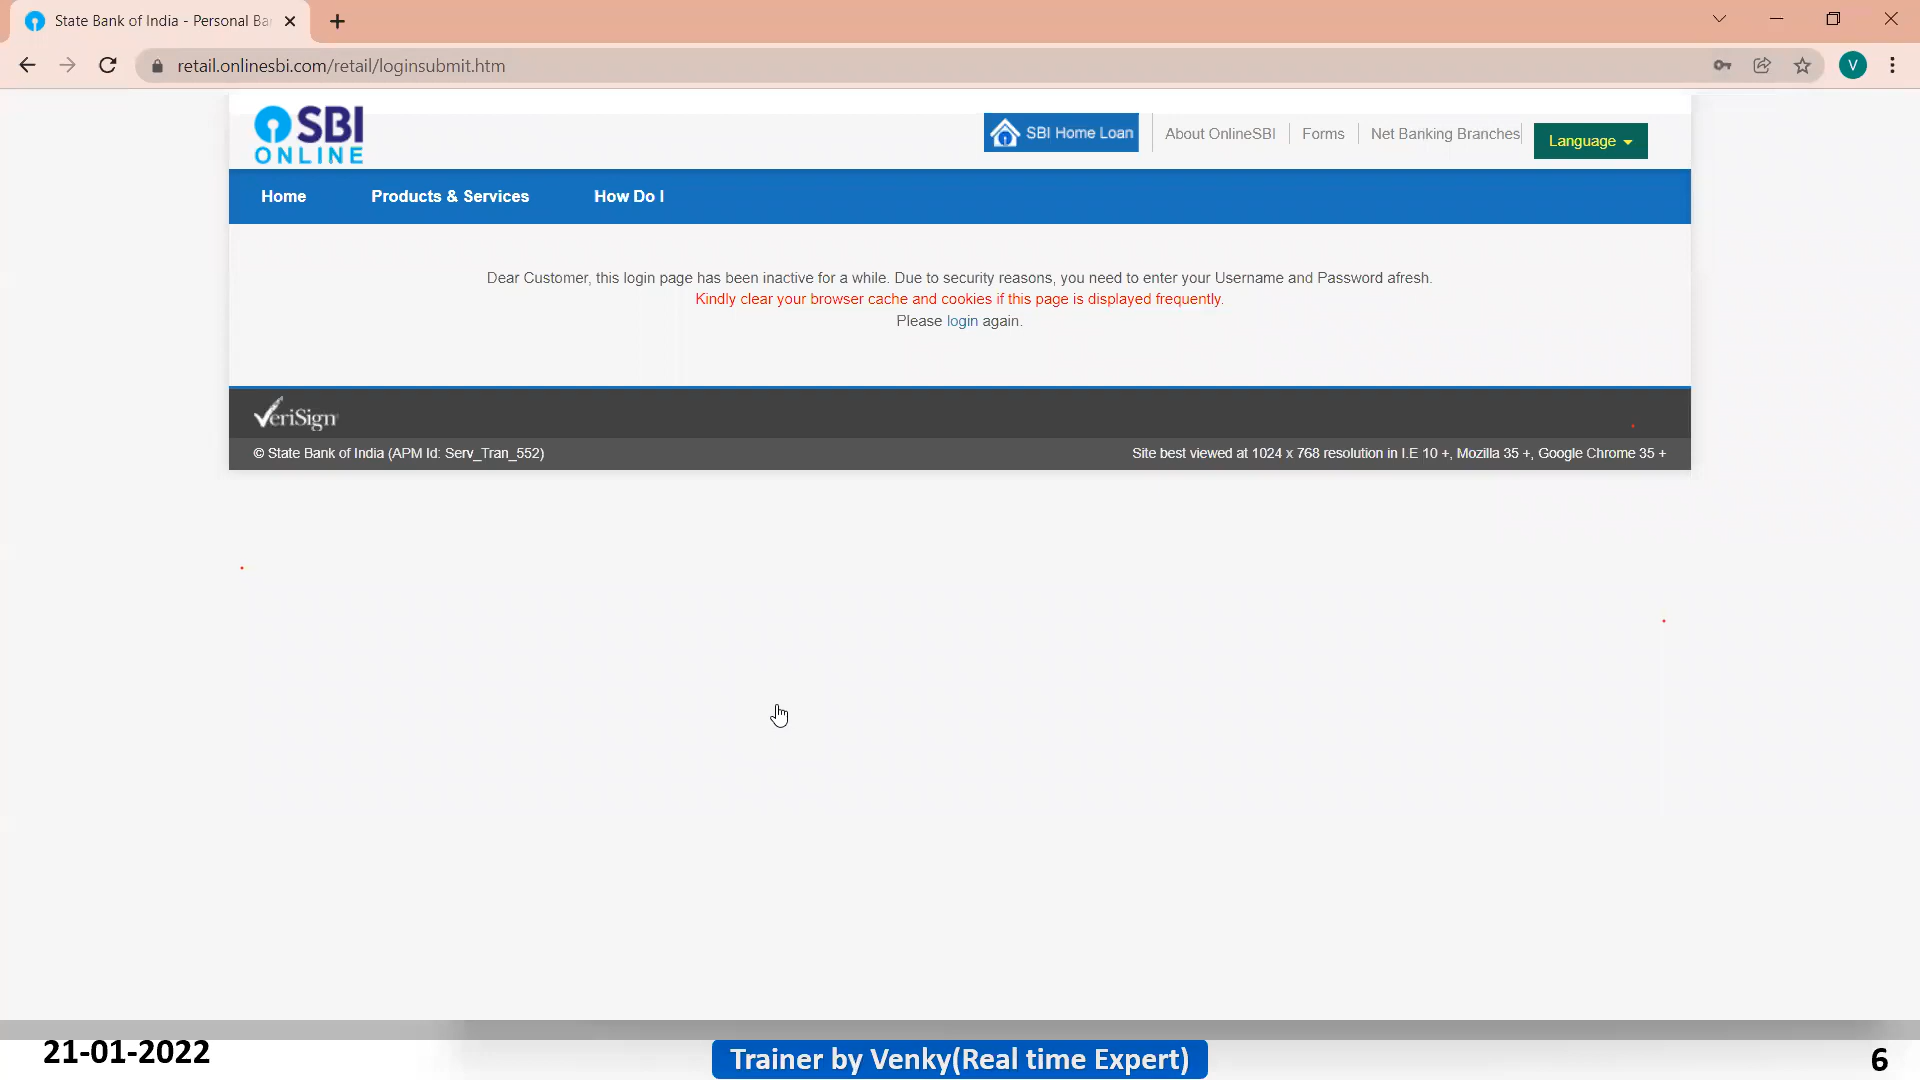 State Bank of India - Personal Ba
retail.onlinesbi.com/retail/loginsubmit.htm
V
SBI
ONLINE
SBI Home Loan
About OnlineSBI
Forms
Net Banking Branches
Language
Home
Products & Services
How Do I
Dear Customer, this login page has been inactive for a while. Due to security reasons, you need to enter your Username and Password afresh.
Kindly clear your browser cache and cookies if this page is displayed frequently.
Please login again.
VeriSign
© State Bank of India (APM Id: Serv_Tran_552)
Site best viewed at 1024 x 768 resolution in I.E 10 +, Mozilla 35 +, Google Chrome 35 +
21-01-2022
Trainer by Venky(Real time Expert)
6